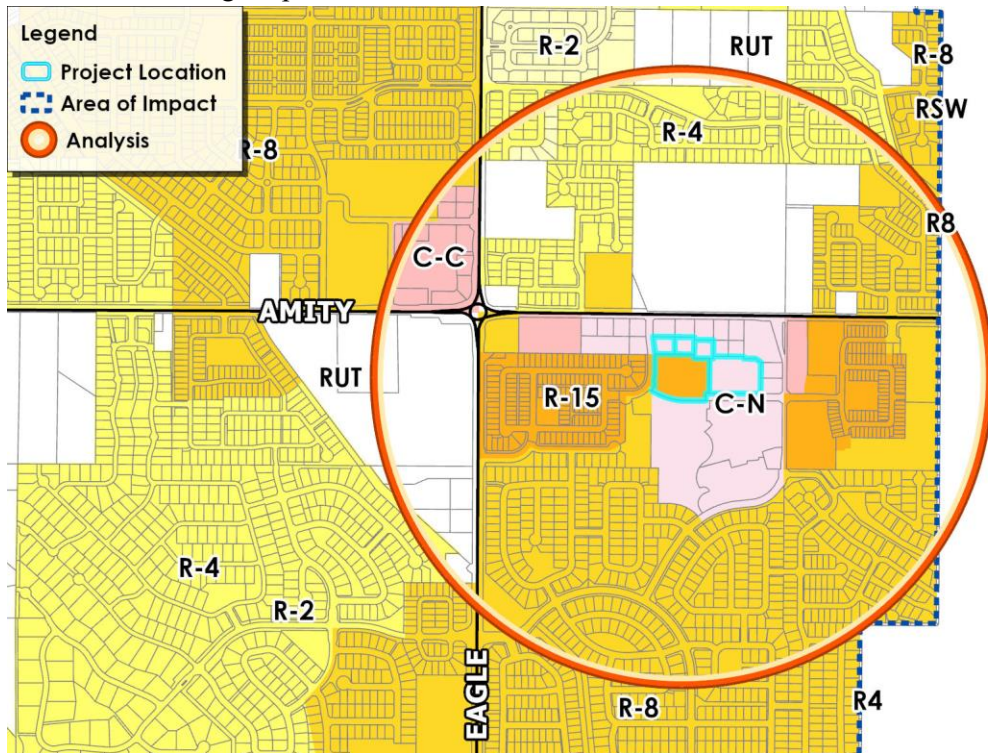 Legend
Project Location
Area of Impact
Analysis
R-2
RUT
R-8
RSW
R-4
R-8
R8
C-C
AMITY
RUT
R-15
C-N
R-4
R-2
EAGLE
R-8
R4